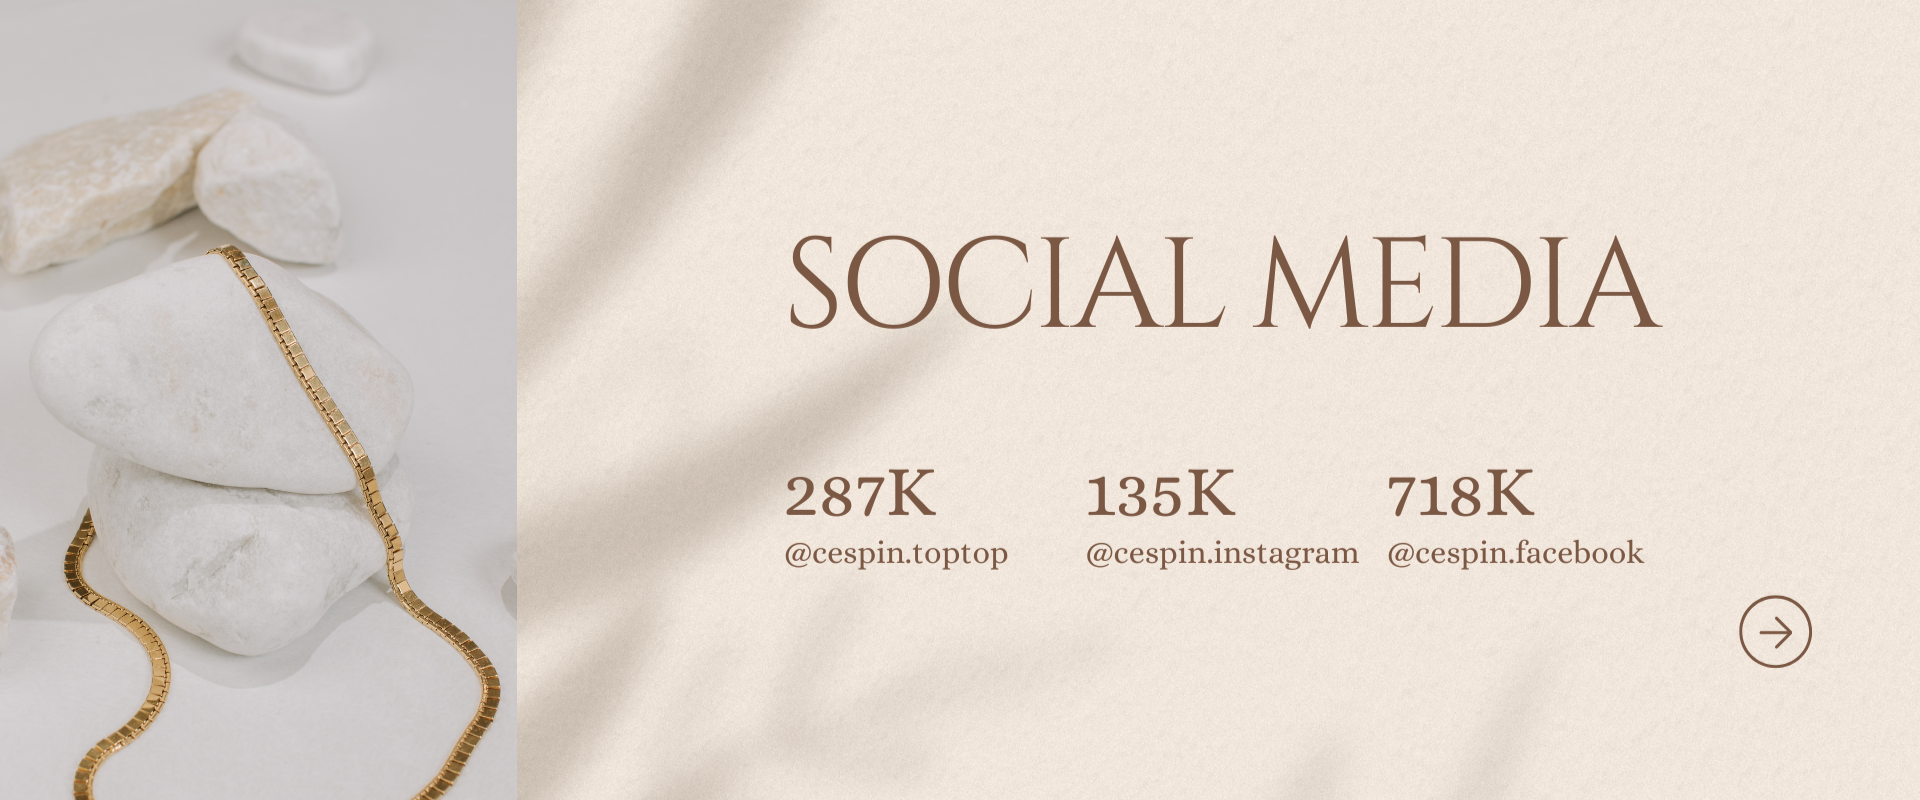 SOCIAL MEDIA
287K
@cespin.toptop
135K
@cespin.instagram
718K
@cespin.facebook